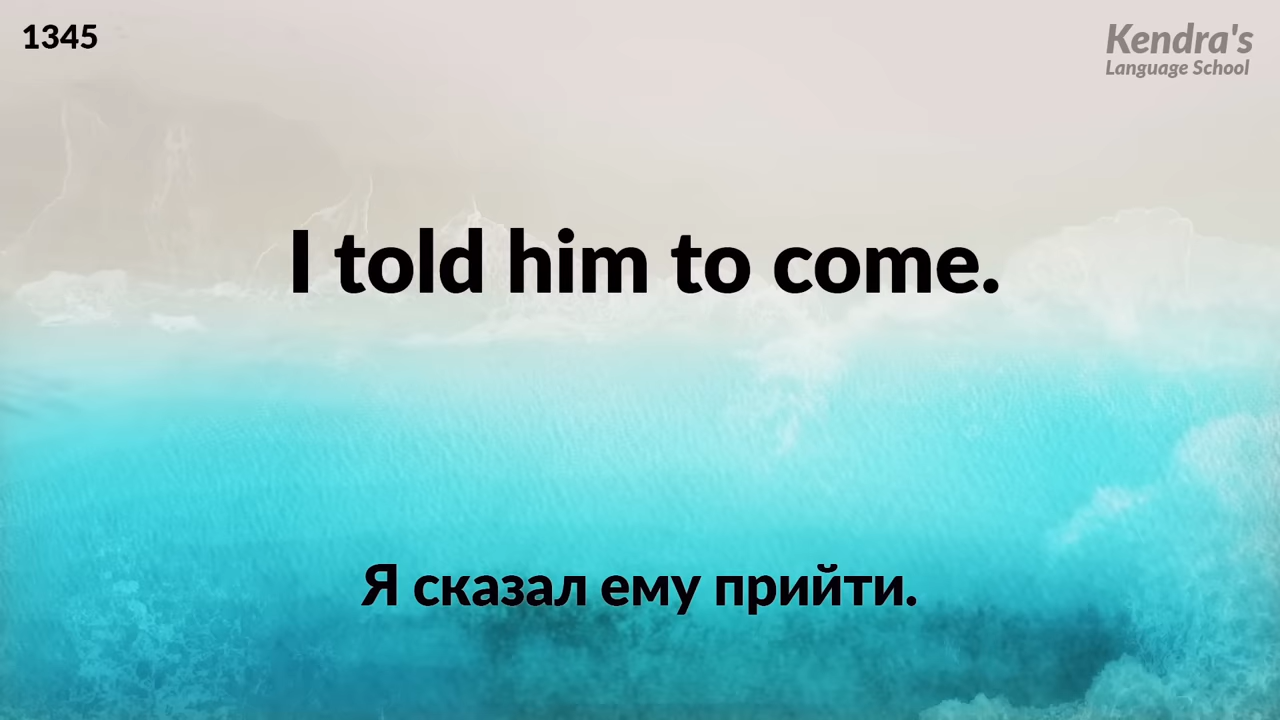 1345
Kendra's
Language School
I told him to come.
Я сказал ему прийти.